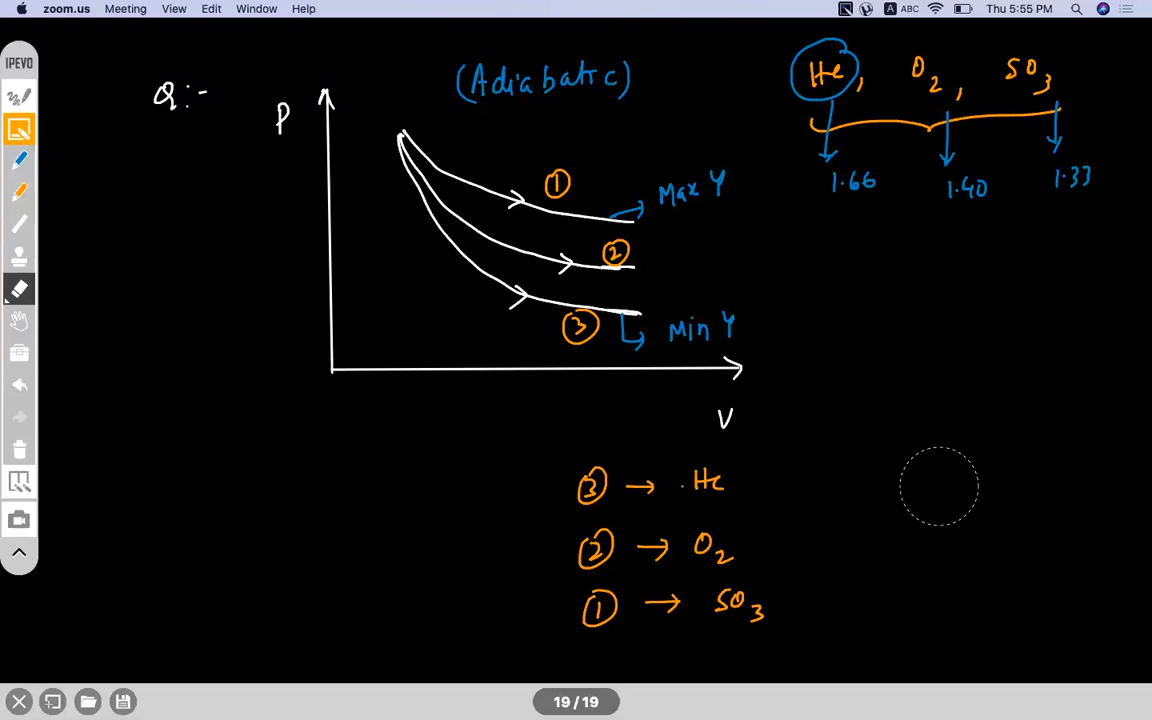 zoom.us Meeting View Edit Window Help
A ABC Thu 5:55 PM
IPEVO
Q:-
(Adiabatic)
He, O2, SO3
1.66 1.40 1.33
P
1
Max γ
2
3
Min γ
V
3 → He
2 → O2
1 → SO3
19 / 19